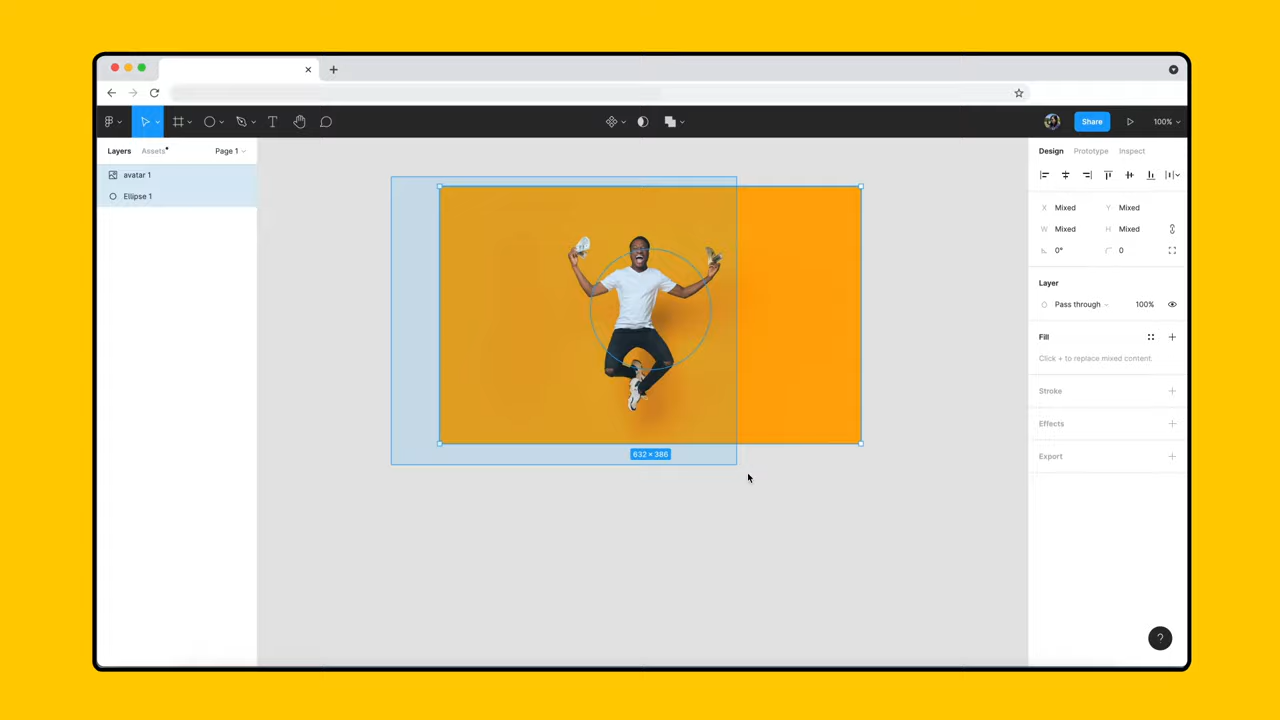 Share
100%
Layers
Assets
Page 1
Design
Prototype
Inspect
avatar 1
Ellipse 1
X Mixed
Y Mixed
W Mixed
H Mixed
0°
0
Layer
Pass through
100%
Fill
Click + to replace mixed content.
Stroke
Effects
632 × 386
Export
?